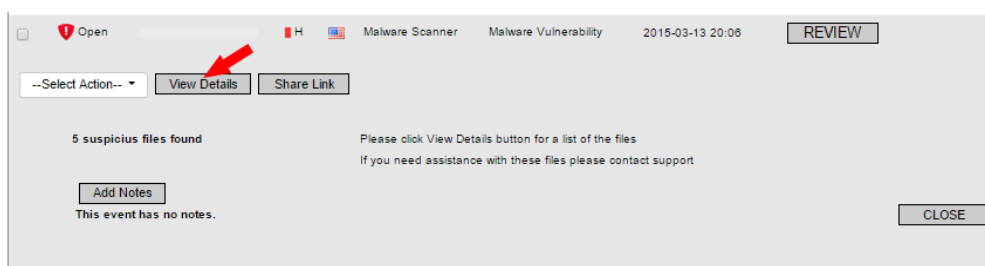 Open H Malware Scanner Malware Vulnerability 2015-03-13 20:06 REVIEW
--Select Action-- View Details Share Link
5 suspicius files found Please click View Details button for a list of the files
If you need assistance with these files please contact support
Add Notes
This event has no notes.
CLOSE